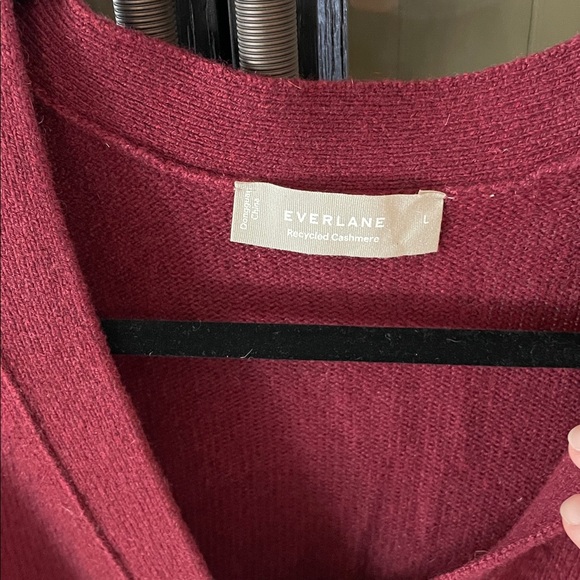 EVERLANE
Recycled Cashmere
L
Dongguan,
China